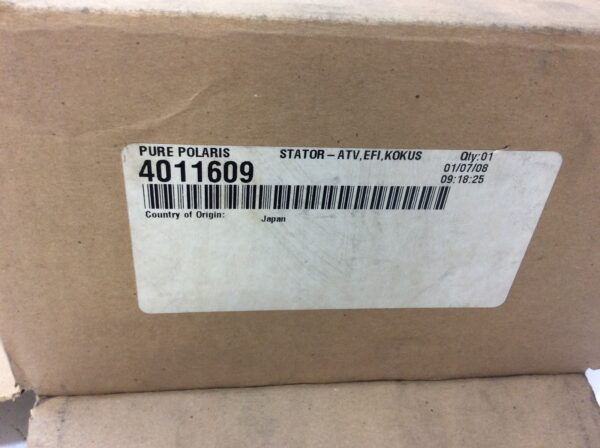 PURE POLARIS STATOR-ATV,EFI,KOKUS Qty:01
4011609 01/07/08
09:18:25
Country of Origin: Japan